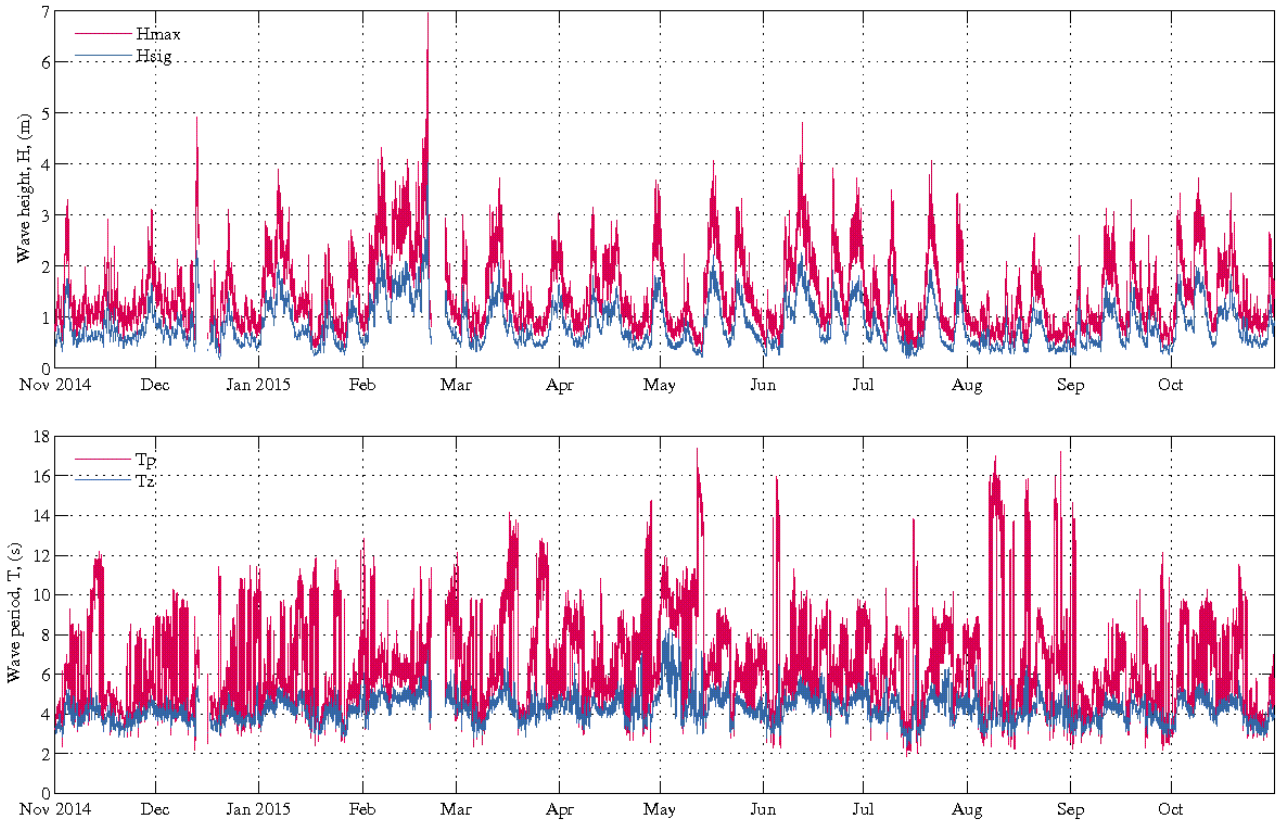 7
6
5
4
3
2
1
0
Wave height, H, (m)
Hmax
Hsig
Nov 2014 Dec Jan 2015 Feb Mar Apr May Jun Jul Aug Sep Oct
18
16
14
12
10
8
6
4
2
0
Wave period, T, (s)
Tp
Tz
Nov 2014 Dec Jan 2015 Feb Mar Apr May Jun Jul Aug Sep Oct